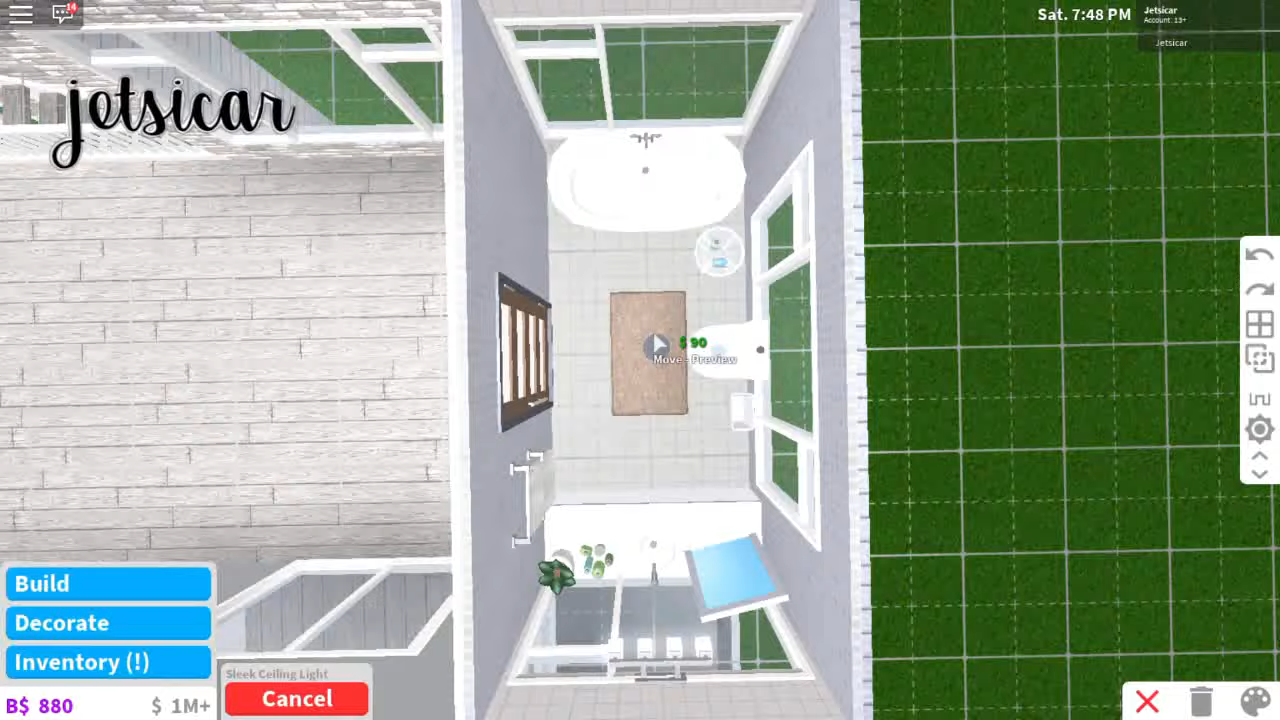 14
Sat. 7:48 PM
Jetsicar
Account: 13+
Jetsicar
jetsicar
$ 90
Move - Preview
Build
Decorate
Inventory (!)
B$ 880
$ 1M+
Sleek Ceiling Light
Cancel